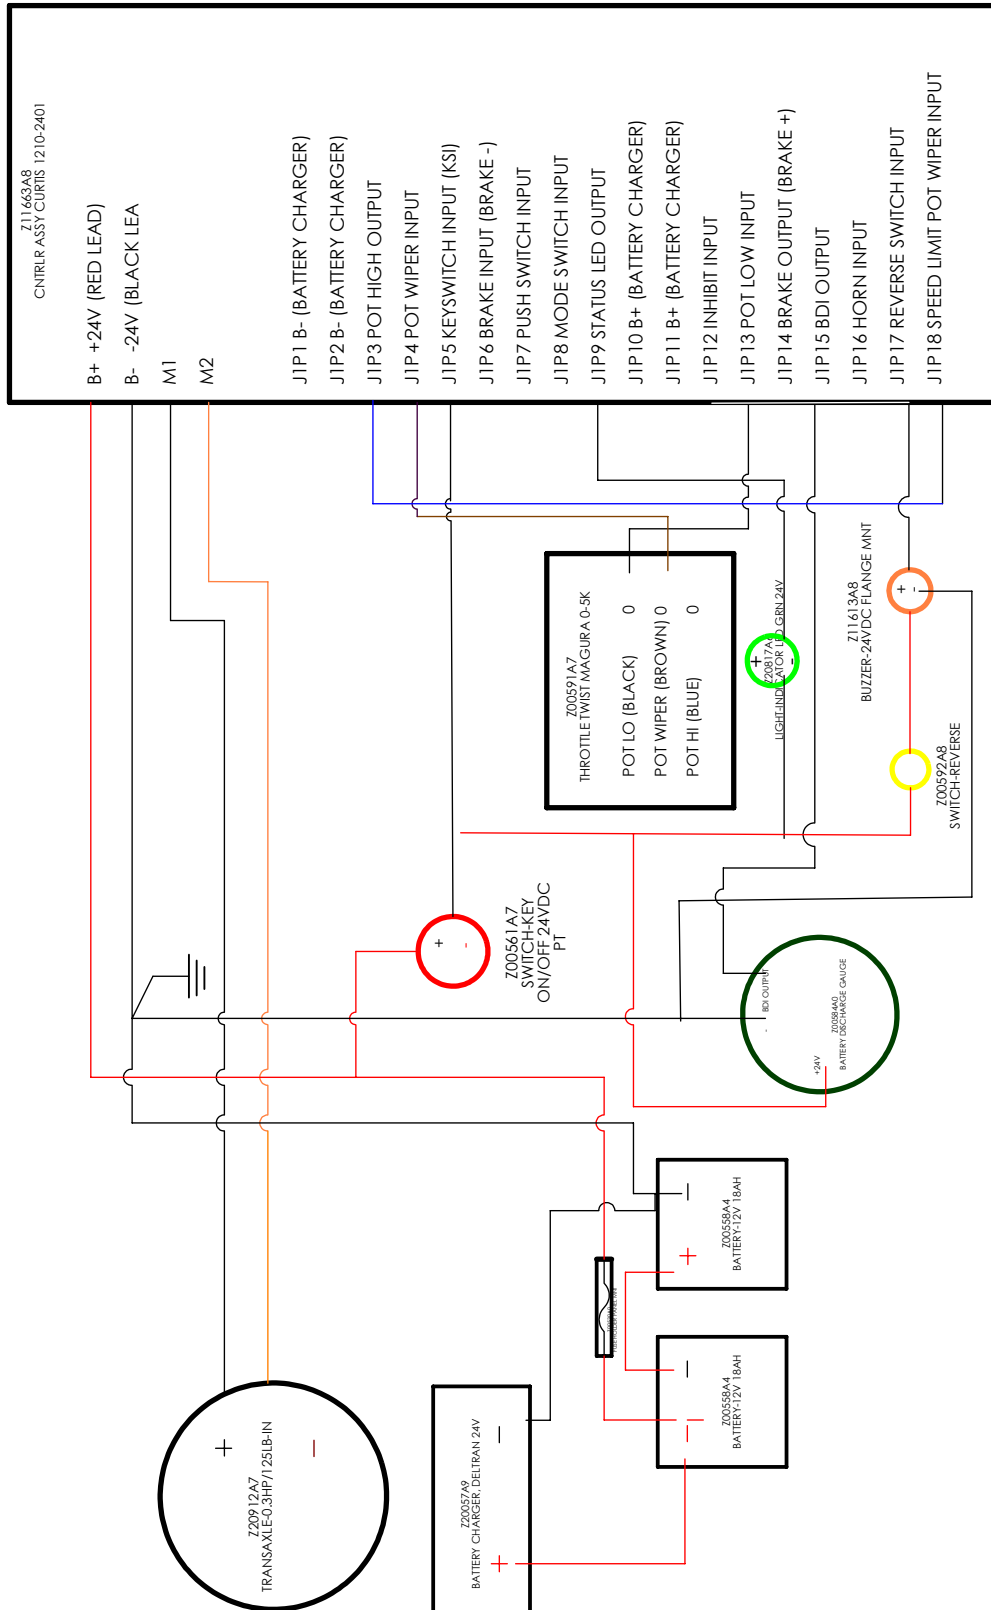 Z11663A8
CNTRLR ASSY CURTIS 1210-2401
B+ +24V (RED LEAD)
B- -24V (BLACK LEA
M1
M2
J1P1 B- (BATTERY CHARGER)
J1P2 B- (BATTERY CHARGER)
J1P3 POT HIGH OUTPUT
J1P4 POT WIPER INPUT
J1P5 KEYSWITCH INPUT (KSI)
J1P6 BRAKE INPUT (BRAKE -)
J1P7 PUSH SWITCH INPUT
J1P8 MODE SWITCH INPUT
J1P9 STATUS LED OUTPUT
J1P10 B+ (BATTERY CHARGER)
J1P11 B+ (BATTERY CHARGER)
J1P12 INHIBIT INPUT
J1P13 POT LOW INPUT
J1P14 BRAKE OUTPUT (BRAKE +)
J1P15 BDI OUTPUT
J1P16 HORN INPUT
J1P17 REVERSE SWITCH INPUT
J1P18 SPEED LIMIT POT WIPER INPUT
Z00591A7
THROTTLE TWIST MAGURA 0-5K
POT LO (BLACK) 0
POT WIPER (BROWN) 0
POT HI (BLUE) 0
+ -
Z20817A
LIGHT-INDICATOR LED GRN 24V
+ -
Z11613A8
BUZZER-24VDC FLANGE MNT
Z00592A8
SWITCH-REVERSE
+ -
Z00561A7
SWITCH-KEY
ON/OFF 24VDC
PT
- BDI OUTPUT
Z00584A0
BATTERY DISCHARGE GAUGE
+24V
+ -
Z00558A4
BATTERY-12V 18AH
-
Z00558A4
BATTERY-12V 18AH
+ -
Z20057A9
BATTERY CHARGER, DELTRAN 24V
+ -
Z20912A7
TRANSAXLE-0.3HP/125LB-IN